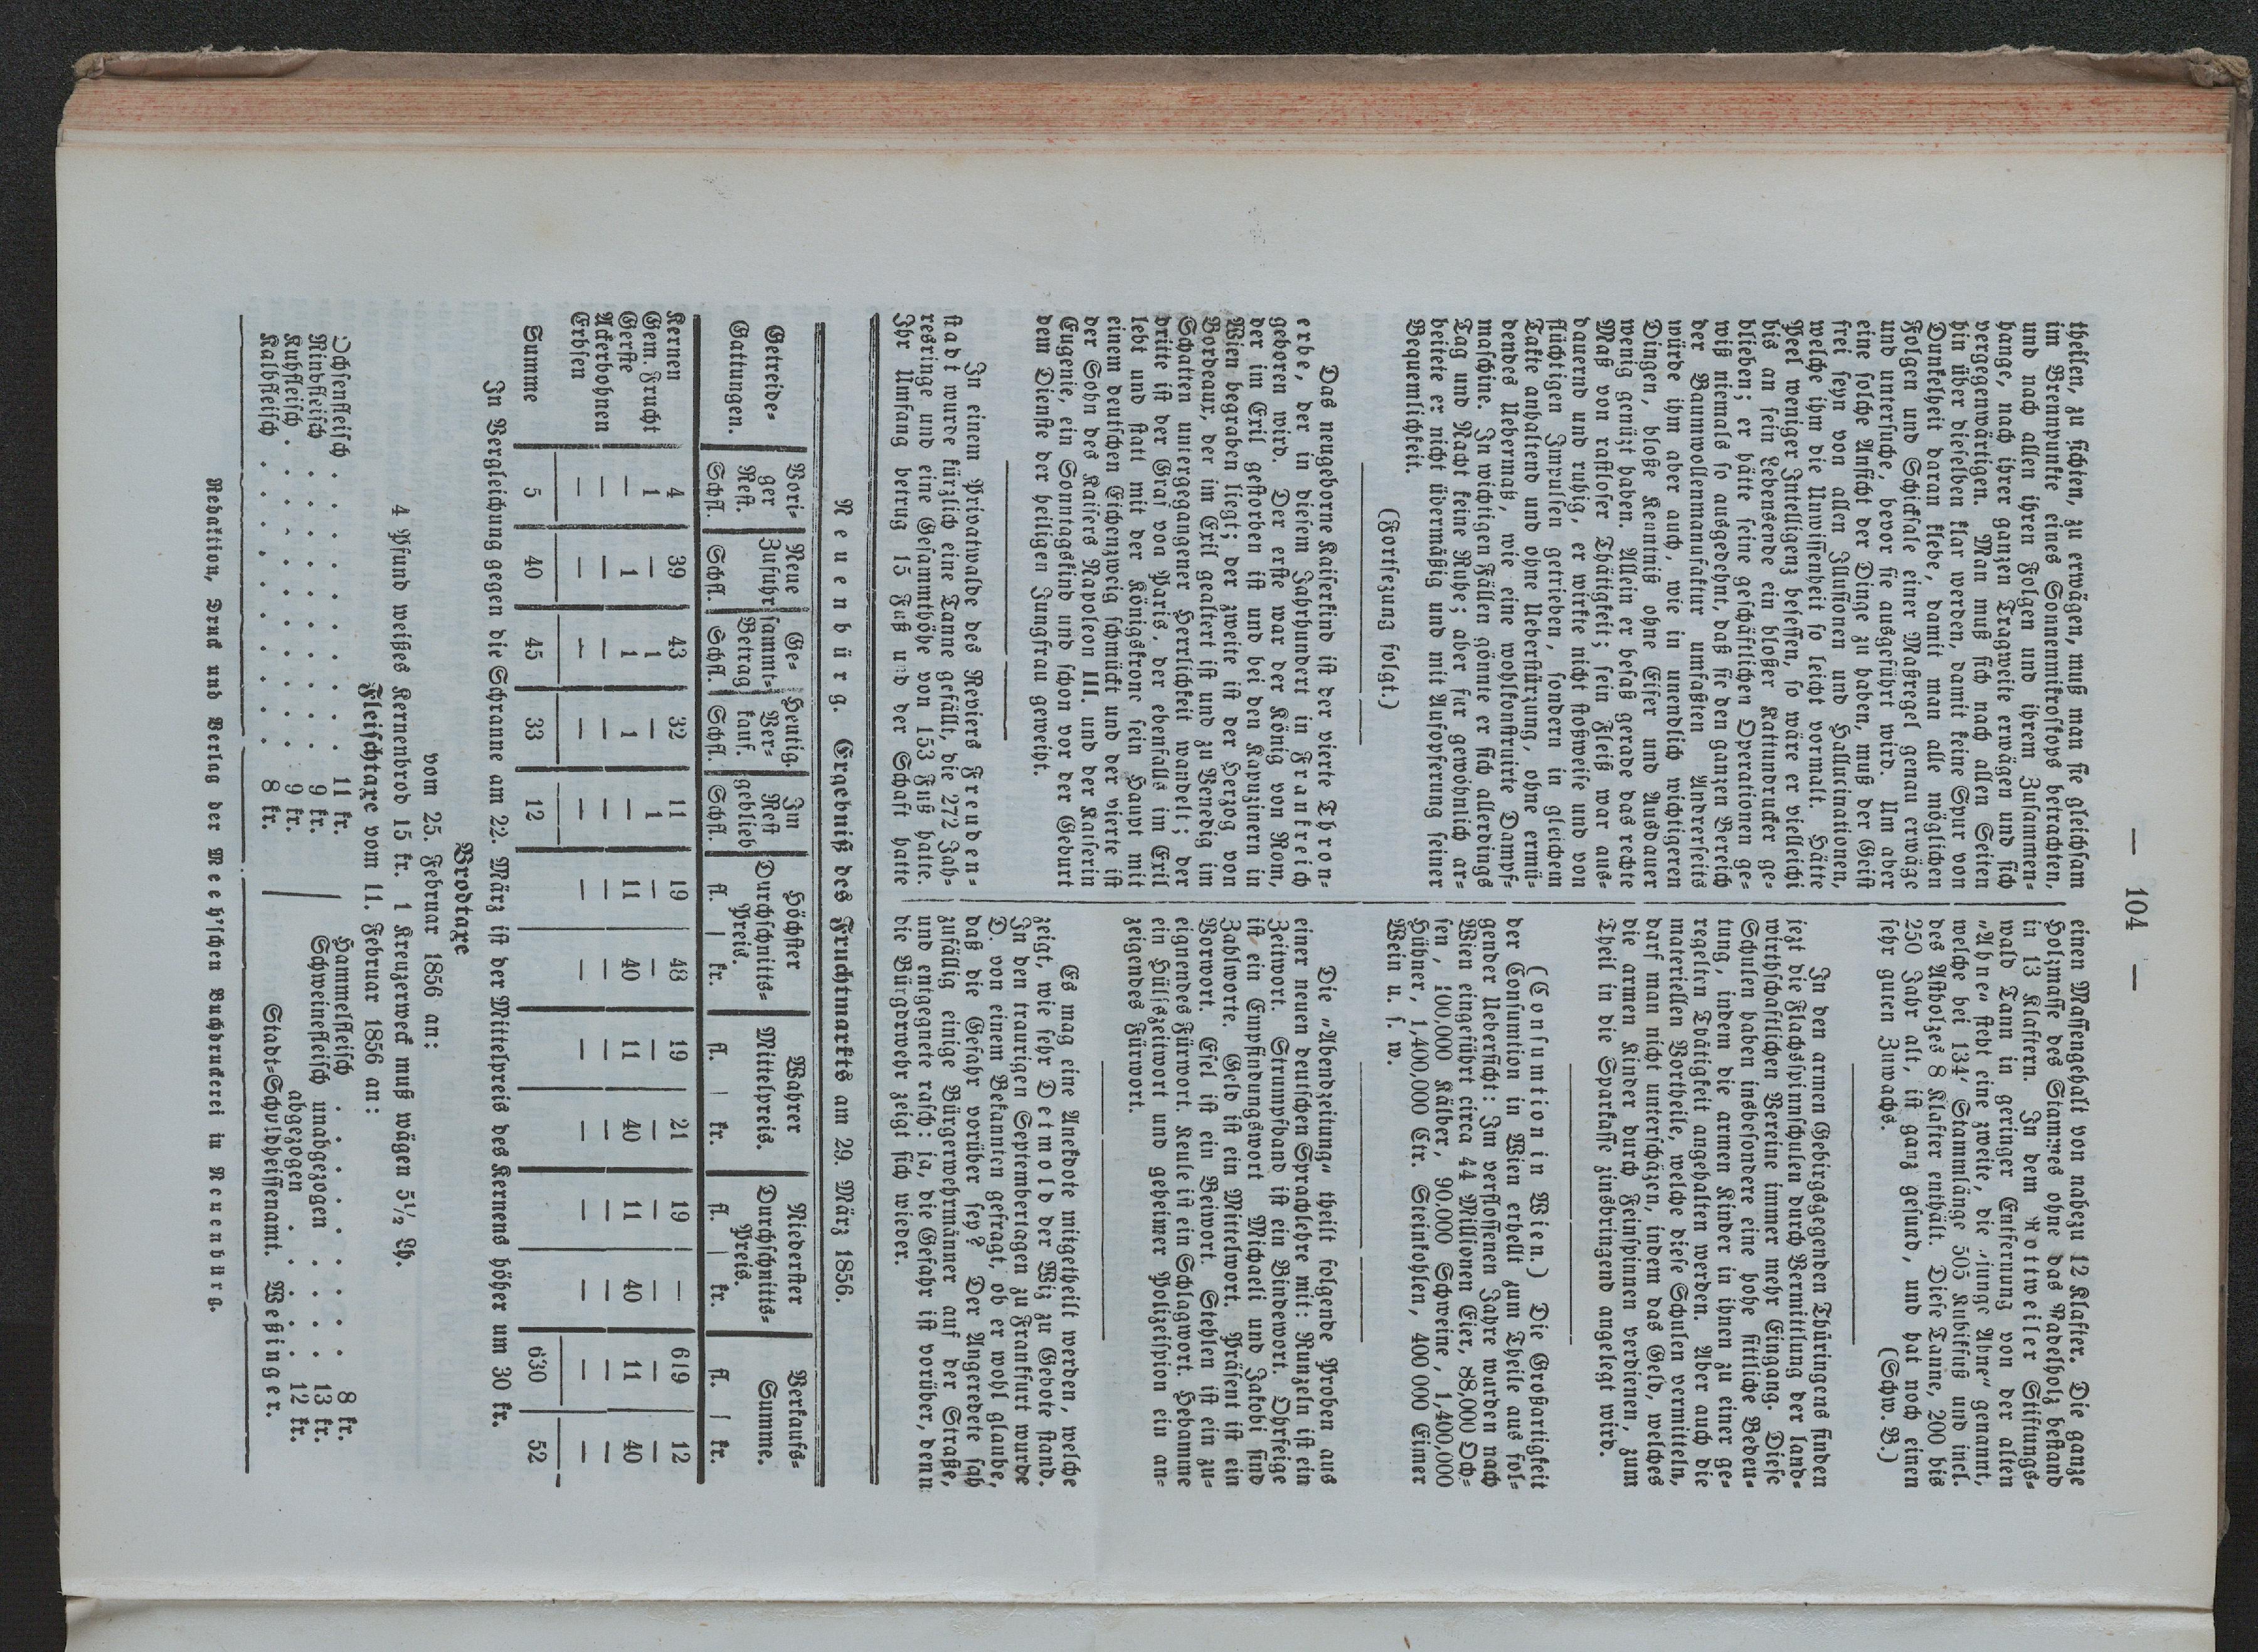 — 104 —
theilen, zu sichten, zu erwägen, muß man sie gleichsam
im Brennpunkte eines Sonnenmikroskops betrachten,
und nach allen ihren Folgen und ihrem Zusammen-
hange, nach ihrer ganzen Tragweite erwägen und sich
vergegenwärtigen. Man muß sich nach allen Seiten
hin über dieselben klar werden, damit keine Spur von
Dunkelheit daran klebe, damit man alle möglichen
Folgen und Schicksale einer Maßregel genau erwäge
und untersuche, bevor sie ausgeführt wird. Um aber
eine solche Ansicht der Dinge zu haben, muß der Geist
frei seyn von allen Illusionen und Hallucinationen,
welche ihm die Unwissenheit so leicht vormalt. Hätte
Peel weniger Intelligenz besessen, so wäre er vielleicht
bis an sein Lebensende ein bloßer Kattundrucker ge-
blieben; er hätte seine geschäftlichen Operationen ge-
wiß niemals so ausgedehnt, daß sie den ganzen Bereich
der Baumwollenmanufaktur umfaßten. Andrerseits
würde ihm aber auch, wie in unendlich wichtigeren
Dingen, bloße Kenntniß ohne Eifer und Ausdauer
wenig genützt haben. Allein er besaß gerade das rechte
Maß von rastloser Thätigkeit; sein Fleiß war aus-
dauernd und ruhig, er wirkte nicht stoßweise und von
flüchtigen Impulsen getrieben, sondern in gleichem
Takte anhaltend und ohne Ueberstürzung, ohne ermü-
dendes Uebermaß, wie eine wohlkonstruirte Dampf-
maschine. In wichtigen Fällen gönnte er sich allerdings
Tag und Nacht keine Ruhe; aber für gewöhnlich ar-
beitete er nicht übermäßig und mit Aufopferung seiner
Bequemlichkeit.
(Fortsezung folgt.)
Das neugeborne Kaiserkind ist der vierte Thron-
erbe, der in diesem Jahrhundert in Frankreich
geboren wird. Der erste war der König von Rom,
der im Exil gestorben ist und bei den Kapuzinern in
Wien begraben liegt; der zweite ist der Herzog von
Bordeaux, der im Exil gealtert ist und zu Venedig im
Schatten untergegangener Herrlichkeit wandelt; der
dritte ist der Graf von Paris, der ebenfalls im Exil
lebt und statt mit der Königskrone sein Haupt mit
einem deutschen Eichenzweig schmückt und der vierte ist
der Sohn des Kaisers Napoleon III. und der Kaiserin
Eugenie, ein Sonntagskind und schon vor der Geburt
dem Dienste der heiligen Jungfrau geweiht.
In einem Privatwalde des Reviers Freuden-
stadt wurde kürzlich eine Tanne gefällt, die 272 Jah-
resringe und eine Gesammthöhe von 153 Fuß hatte.
Ihr Umfang betrug 15 Fuß und der Schaft hatte
einen Massengehalt von nahezu 12 Klafter. Die ganze
Holzmasse des Stammes ohne das Nadelholz bestand
in 13 Klaftern. In dem Rottweiler Stiftungs-
wald Tann in geringer Entfernung von der alten
„Ahne" steht eine zweite, die „junge Ahne" genannt,
welche bei 134' Stammlänge 505 Kubikfuß und incl.
des Astholzes 8 Klafter enthält. Diese Tanne, 200 bis
250 Jahr alt, ist ganz gesund, und hat noch einen
sehr guten Zuwachs.
(Schw. B.)
In den armen Gebirgsgegenden Thüringens finden
jezt die Flachsspinnschulen durch Vermittlung der land-
wirthschaftlichen Vereine immer mehr Eingang. Diese
Schulen haben insbesondere eine hohe sittliche Bedeu-
tung, indem die armen Kinder in ihnen zu einer ge-
regelten Thätigkeit angehalten werden. Aber auch die
materiellen Vortheile, welche diese Schulen vermitteln,
darf man nicht unterschäzen, indem das Geld, welches
die armen Kinder durch Feinspinnen verdienen, zum
Theil in die Sparkasse zinsbringend angelegt wird.
(Consumtion in Wien.) Die Großartigkeit
der Consumtion in Wien erhellt zum Theile aus fol-
gender Uebersicht: Im verflossenen Jahre wurden nach
Wien eingeführt circa 44 Millionen Eier, 88,000 Och-
sen, 100,000 Kälber, 90,000 Schweine, 1,400,000
Hühner, 1,400,000 Ctr. Steinkohlen, 400 000 Eimer
Wein u. s. w.
Die „Abendzeitung" theilt folgende Proben aus
einer neuen deutschen Sprachlehre mit: Runzeln ist ein
Zeitwort. Strumpfband ist ein Bindewort. Ohrfeige
ist ein Empfindungswort. Michaeli und Jakobi sind
Zahlworte. Geld ist ein Mittelwort. Präsent ist ein
Vorwort. Esel ist ein Beiwort. Stehlen ist ein zu-
eignendes Fürwort. Keule ist ein Schlagwort. Hebamme
ein Hülfszeitwort und geheimer Polizeispion ein an-
zeigendes Fürwort.
Es mag eine Anekdote mitgetheilt werden, welche
zeigt, wie sehr Detmold der Witz zu Gebote stand.
In den traurigen Septembertagen zu Frankfurt wurde
D. von einem Bekannten gefragt, ob er wohl glaube,
daß die Gefahr vorüber sey? Der Angeredete sah
zufällig einige Bürgerwehrmänner auf der Straße,
und entgegnete rasch: ja, die Gefahr ist vorüber, denn
die Bürgerwehr zeigt sich wieder.
Neuenbürg. Ergebniß des Fruchtmarkts am 29. März 1856.
Getreide-Gattungen. | Vori-ger Rest. Schfl. | Neue Zufuhr Schfl. | Ge-sammt-Betrag Schfl. | Heutig. Ver-kauf. Schfl. | Im Rest geblieb Schfl. | Höchster Durchschnitts-Preis. fl. kr. | Wahrer Mittelpreis. fl. kr. | Niederster Durchschnitts-Preis. fl. kr. | Verkaufs-Summe. fl. kr.
Kernen 4 39 43 32 11 19 48 19 21 19 — 619 12
Gem. Frucht 1 — 1 — 1 — — — — — — — —
Gerste — 1 1 1 — 11 40 11 40 11 40 11 40
Ackerbohnen — — — — — — — — — — — — —
Erbsen — — — — — — — — — — — — —
Summe 5 40 45 33 12 630 52
In Vergleichung gegen die Schranne am 22. März ist der Mittelpreis des Kernens höher um 30 kr.
Brodtaxe
vom 25. Februar 1856 an:
4 Pfund weißes Kernenbrod 15 kr. 1 Kreuzerweck muß wägen 5½ Lh.
Fleischtaxe vom 11. Februar 1856 an:
Ochsenfleisch . . . . . . . 11 kr.
Rindfleisch . . . . . . . 9 kr.
Kuhfleisch . . . . . . . 9 kr.
Kalbfleisch . . . . . . . 8 kr.
Hammelfleisch . . . . . . . 8 kr.
Schweinefleisch unabgezogen . . . . 13 kr.
abgezogen . . . . . 12 kr.
Stadt-Schuldheissenamt. Weßinger.
Redaktion, Druck und Verlag der Meeh'schen Buchdruckerei in Neuenbürg.